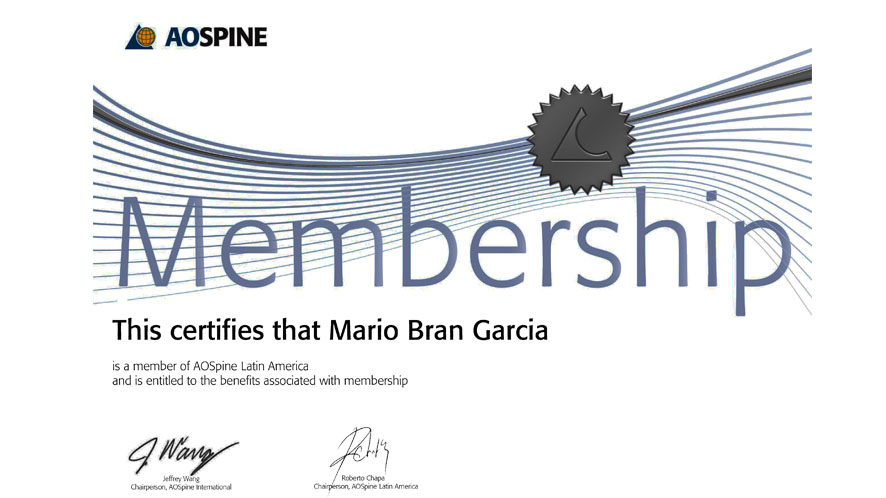 AOSPINE
Membership
This certifies that Mario Bran Garcia
is a member of AOSpine Latin America
and is entitled to the benefits associated with membership
J. Wang
Jeffrey Wang
Chairperson, AOSpine International
Roberto Chapa
Chairperson, AOSpine Latin America